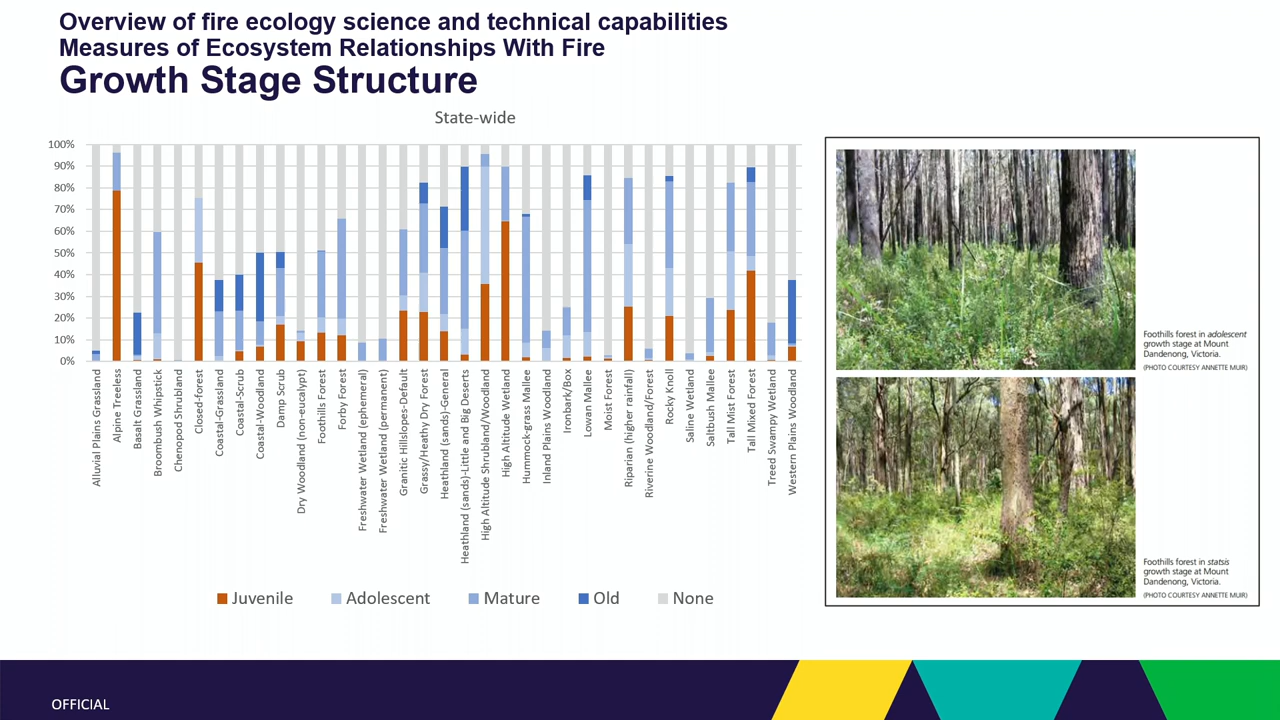 Overview of fire ecology science and technical capabilities
Measures of Ecosystem Relationships With Fire
Growth Stage Structure
State-wide
100%
90%
80%
70%
60%
50%
40%
30%
20%
10%
0%
Alluvial Plains Grassland
Alpine Treeless
Basalt Grassland
Broombush Whipstick
Chenopod Shrubland
Closed-forest
Coastal-Grassland
Coastal-Scrub
Coastal-Woodland
Damp Scrub
Dry Woodland (non-eucalypt)
Foothills Forest
Forby Forest
Freshwater Wetland (ephemeral)
Freshwater Wetland (permanent)
Granitic Hillslopes-Default
Grassy/Heathy Dry Forest
Heathland (sands)-General
Heathland (sands)-Little and Big Deserts
High Altitude Shrubland/Woodland
High Altitude Wetland
Hummock-grass Mallee
Inland Plains Woodland
Ironbark/Box
Lowan Mallee
Moist Forest
Riparian (higher rainfall)
Riverine Woodland/Forest
Rocky Knoll
Saline Wetland
Saltbush Mallee
Tall Mist Forest
Tall Mixed Forest
Treed Swampy Wetland
Western Plains Woodland
Juvenile
Adolescent
Mature
Old
None
Foothills forest in adolescent
growth stage at Mount
Dandenong, Victoria.
(PHOTO COURTESY ANNETTE MUIR)
Foothills forest in statsis
growth stage at Mount
Dandenong, Victoria.
(PHOTO COURTESY ANNETTE MUIR)
OFFICIAL